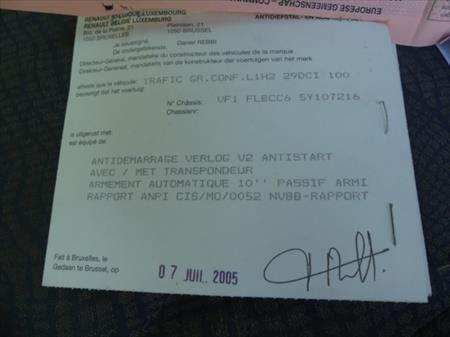 EUROPESE GEMEENSCHAP - COMMUN
ANTIDIEFSTAL-
RENAULT BELGIQUE LUXEMBOURG
RENAULT BELGIE LUXEMBURG
Bld. de la Plaine, 21
1050 BRUXELLES
Pleinlaan, 21
1050 BRUSSEL
Je soussigné,
De ondergetekende,
Daniel REBBI
Directeur-Général, mandataire du constructeur des véhicules de la marque
Direkteur-Generaal, mandataris van de konstrukteur der voertuigen van het merk
atteste que le véhicule: TRAFIC GR.CONF.L1H2 29DCI 100
bevestigt dat het voertuig
N° Châssis: VF1 FLBCC6 5Y107216
Chassisnr:
is uitgerust met
est équipé de:
ANTIDEMARRAGE VERLOG V2 ANTISTART
AVEC / MET TRANSPONDEUR
ARMEMENT AUTOMATIQUE 10'' PASSIF ARMI
RAPPORT ANPI CIS/MO/0052 NVBB-RAPPORT
Fait à Bruxelles, le
Gedaan te Brussel, op
07 JUIL. 2005